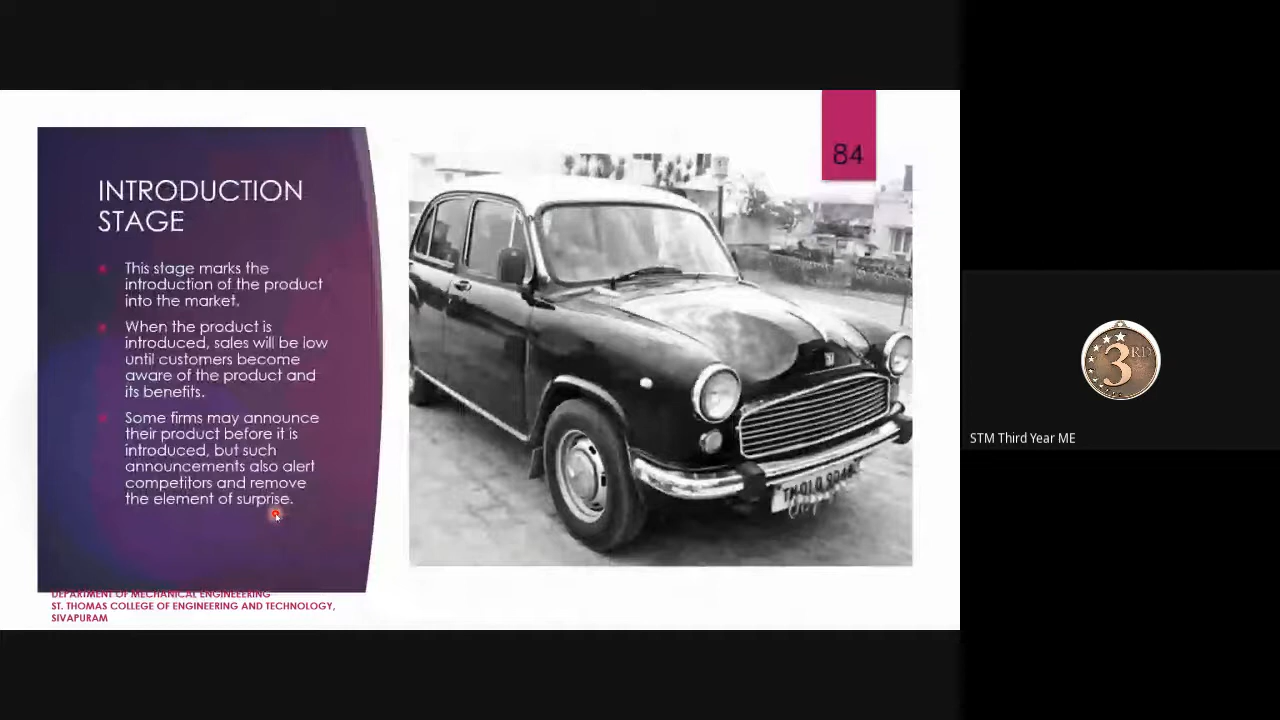 84
INTRODUCTION
STAGE
This stage marks the
introduction of the product
into the market.
When the product is
introduced, sales will be low
until customers become
aware of the product and
its benefits.
Some firms may announce
their product before it is
introduced, but such
announcements also alert
competitors and remove
the element of surprise.
DEPARTMENT OF MECHANICAL ENGINEEERING
ST. THOMAS COLLEGE OF ENGINEERING AND TECHNOLOGY,
SIVAPURAM
3RD
STM Third Year ME